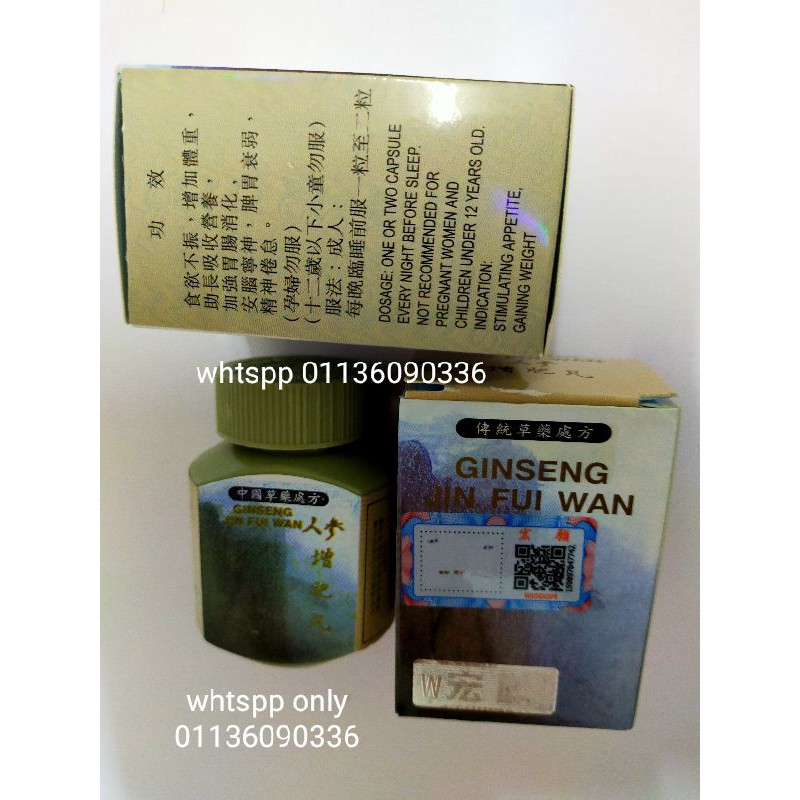 功效
食飲不振，增加體重，
助長吸收營養，
加強胃腸消化，
安腦寧神，脾胃衰弱，
精神倦怠。
（孕婦勿服）
（十二歲以下小童勿服）
服法：成人：
每晚臨睡前服一粒至二粒
DOSAGE: ONE OR TWO CAPSULE
EVERY NIGHT BEFORE SLEEP.
NOT RECOMMENDED FOR
PREGNANT WOMEN AND
CHILDREN UNDER 12 YEARS OLD.
INDICATION:
STIMULATING APPETITE,
GAINING WEIGHT
whtspp 01136090336
中國草藥處方
GINSENG
JIN FUI WAN
人參增肥丸
傳統草藥處方
GINSENG
JIN FUI WAN
WISDOM
W宏
whtspp only
01136090336